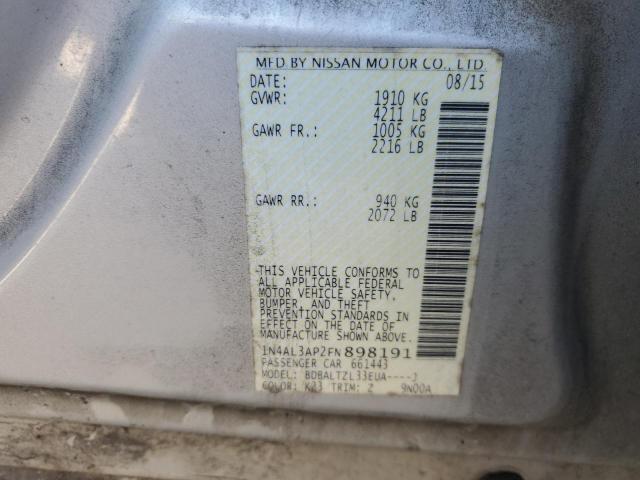 MFD.BY NISSAN MOTOR CO., LTD.
DATE: 08/15
GVWR: 1910 KG
4211 LB
GAWR FR.: 1005 KG
2216 LB
GAWR RR.: 940 KG
2072 LB
THIS VEHICLE CONFORMS TO
ALL APPLICABLE FEDERAL
MOTOR VEHICLE SAFETY,
BUMPER, AND THEFT
PREVENTION STANDARDS IN
EFFECT ON THE DATE OF
MANUFACTURE SHOWN ABOVE.
1N4AL3AP2FN898191
PASSENGER CAR 661443
MODEL: BDBALTZL33EUA----J
COLOR: K23 TRIM: Z 9N00A